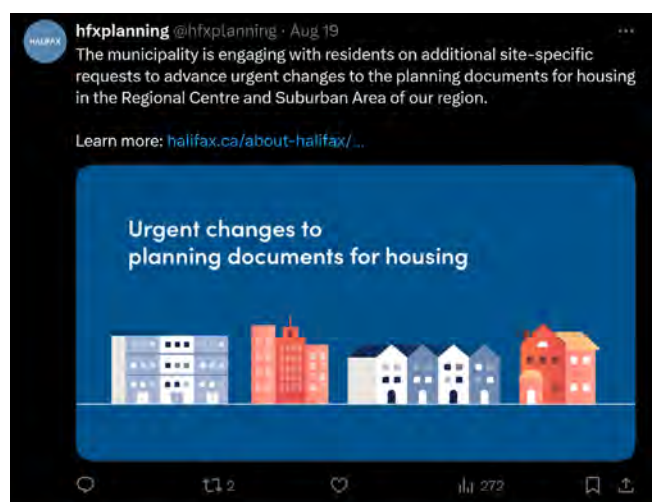 HALIFAX
hfxplanning @hfxplanning · Aug 19
The municipality is engaging with residents on additional site-specific
requests to advance urgent changes to the planning documents for housing
in the Regional Centre and Suburban Area of our region.
Learn more: halifax.ca/about-halifax/...
Urgent changes to
planning documents for housing
2
272